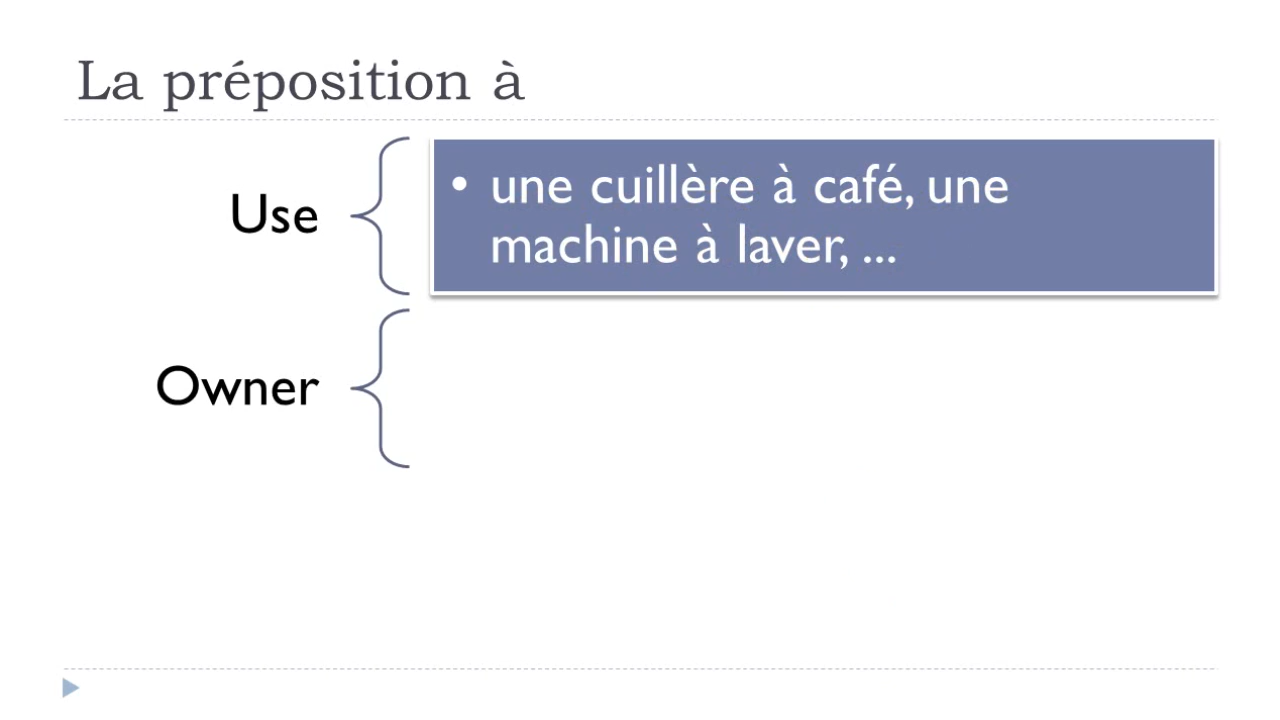 La préposition à
Use
• une cuillère à café, une
machine à laver, ...
Owner